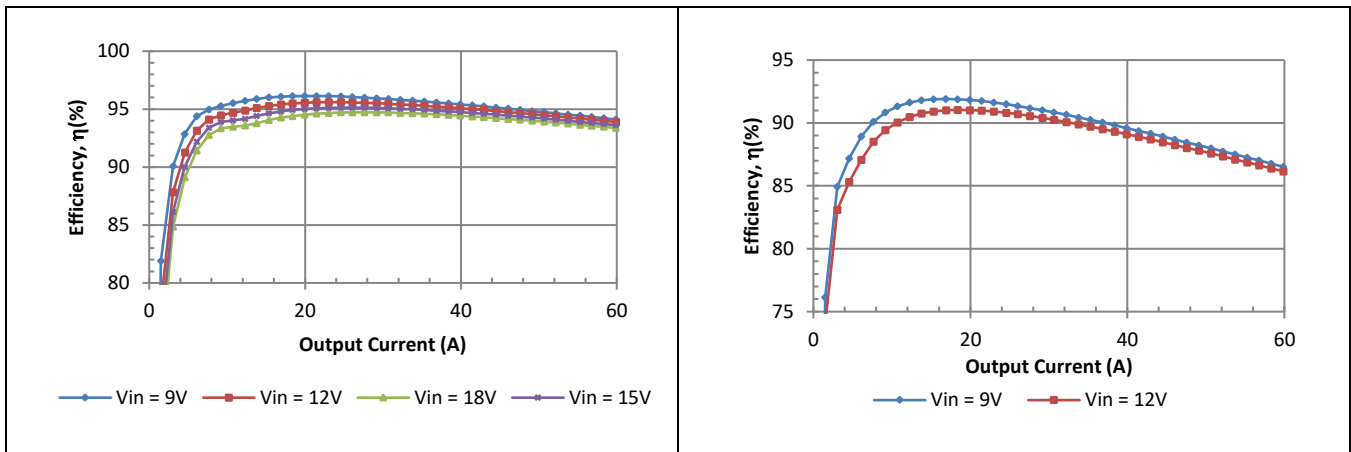 100
95
90
85
80
Efficiency, η(%)
0
20
40
60
Output Current (A)
Vin = 9V
Vin = 12V
Vin = 18V
Vin = 15V
95
90
85
80
75
Efficiency, η(%)
0
20
40
60
Output Current (A)
Vin = 9V
Vin = 12V